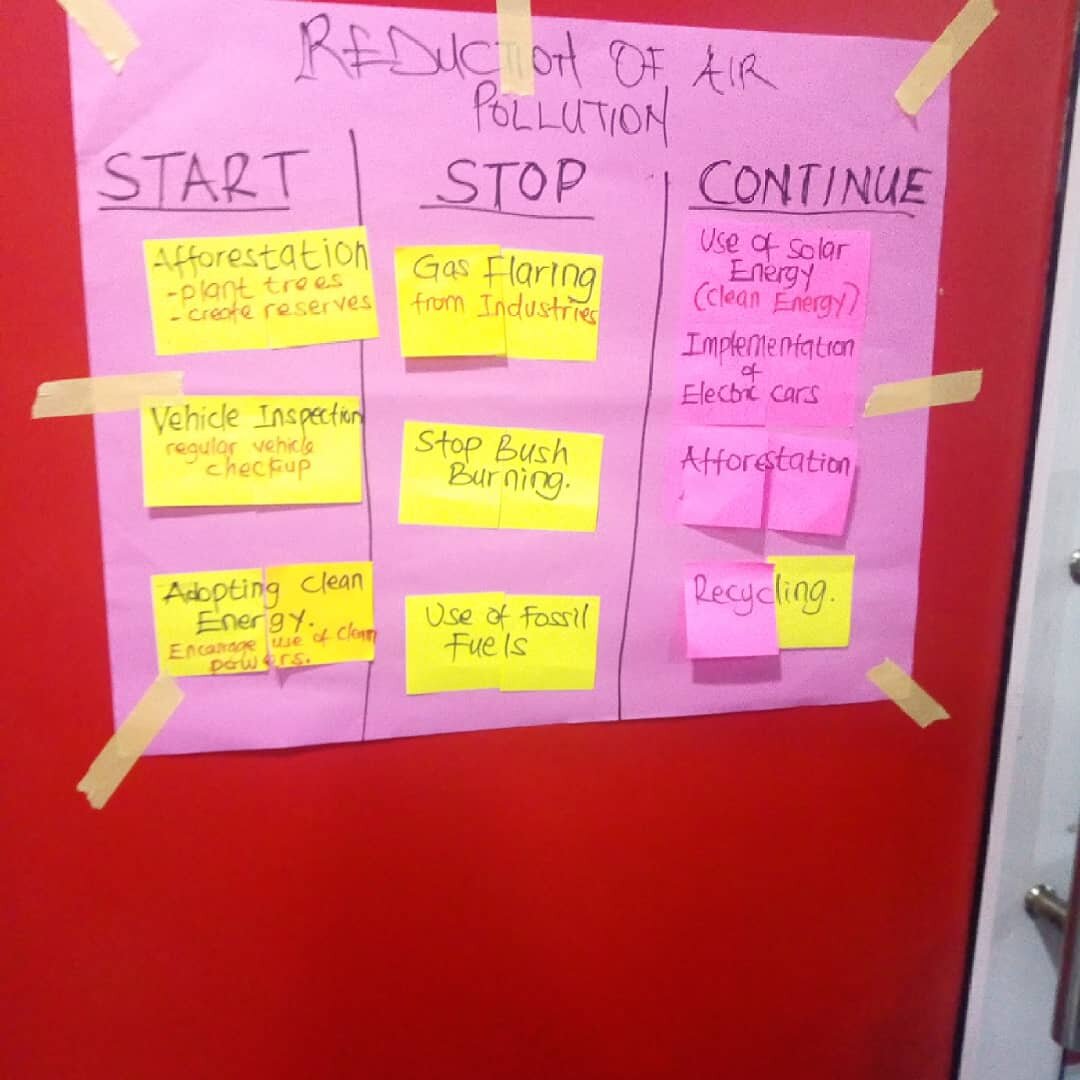 REDUCTION OF AIR
POLLUTION
START
Afforestation
-plant trees
-create reserves
Vehicle Inspection
regular vehicle
checkup
Adopting clean
Energy.
Encourage use of clean
powers.
STOP
Gas Flaring
from Industries
Stop Bush
Burning.
Use of Fossil
Fuels
CONTINUE
Use of Solar
Energy
(Clean Energy)
Implementation
of
Electric cars
Afforestation
Recycling.